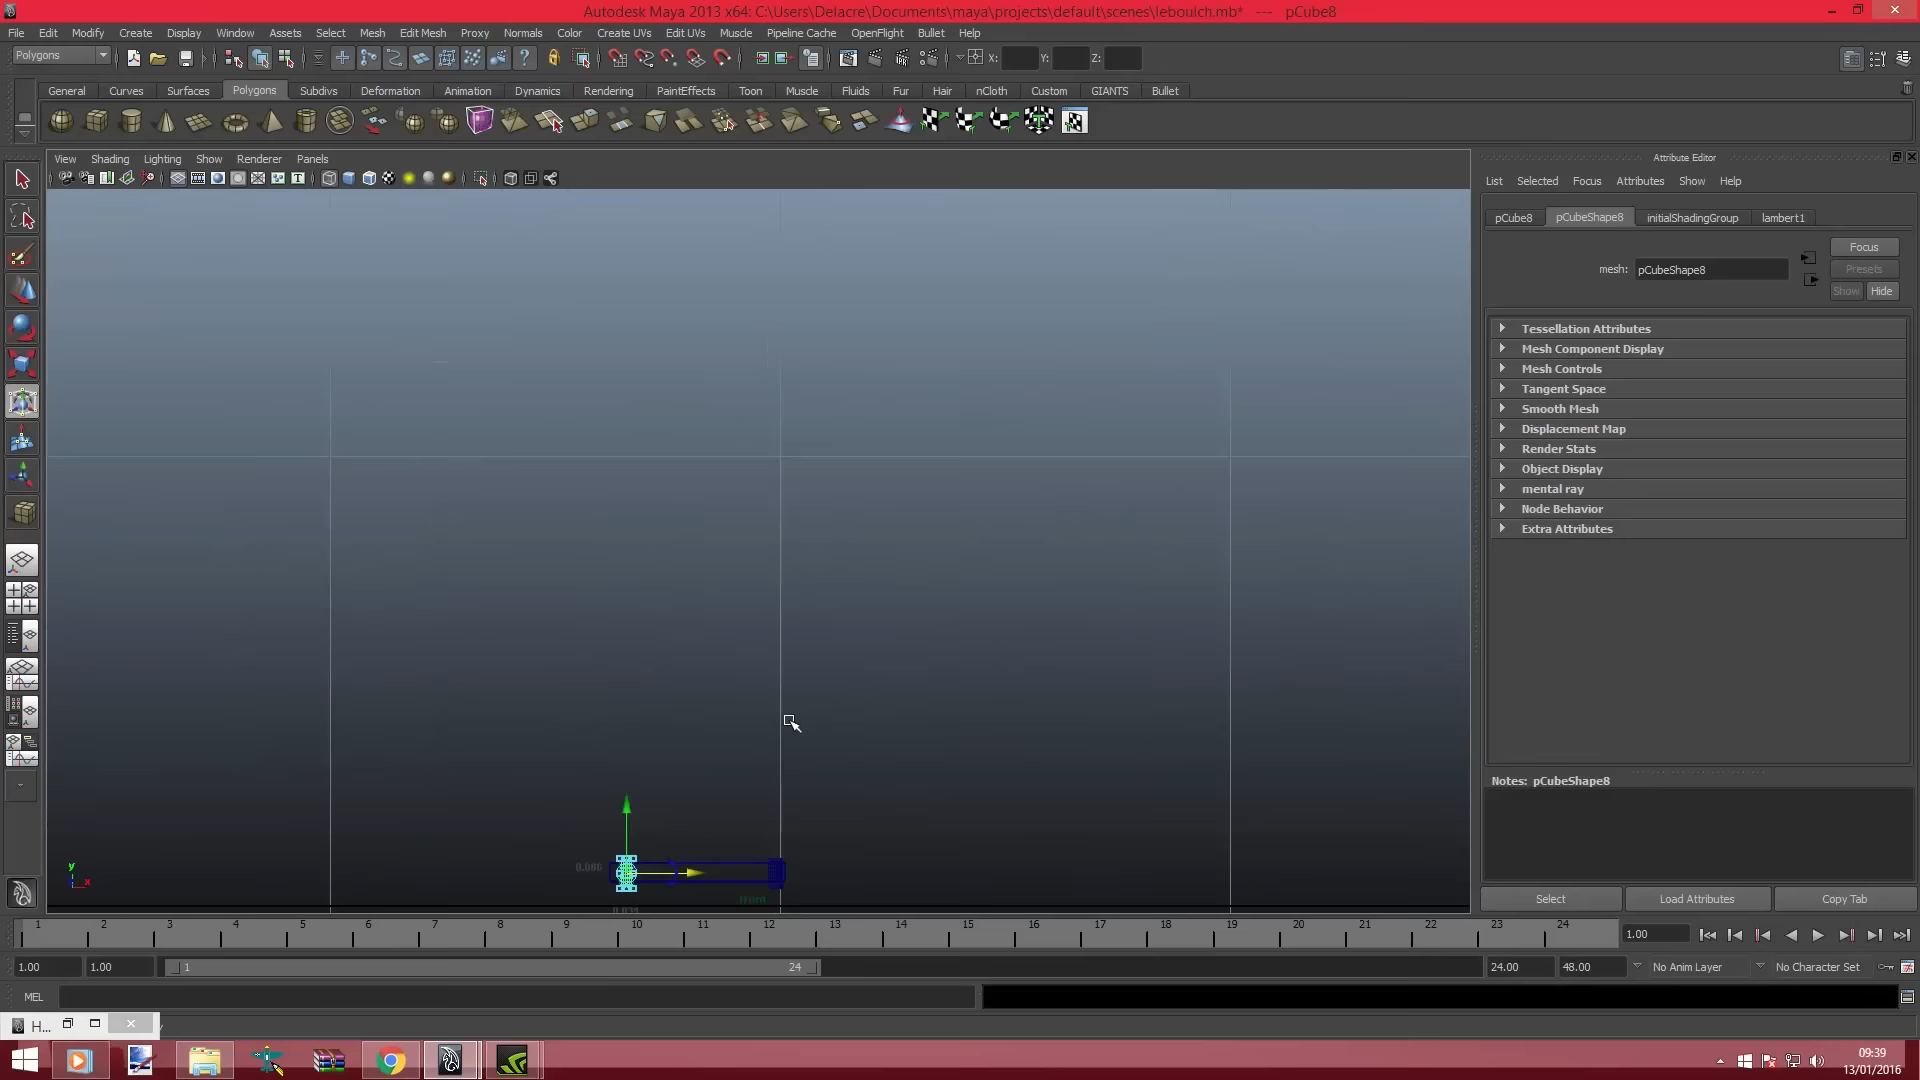 Autodesk Maya 2013 x64: C:\Users\Delacre\Documents\maya\projects\default\scenes\leboulch.mb* --- pCube8
File Edit Modify Create Display Window Assets Select Mesh Edit Mesh Proxy Normals Color Create UVs Edit UVs Muscle Pipeline Cache OpenFlight Bullet Help
Polygons X: Y: Z:
General Curves Surfaces Polygons Subdivs Deformation Animation Dynamics Rendering PaintEffects Toon Muscle Fluids Fur Hair nCloth Custom GIANTS Bullet
View Shading Lighting Show Renderer Panels
Attribute Editor
List Selected Focus Attributes Show Help
pCube8 pCubeShape8 initialShadingGroup lambert1
Focus
mesh: pCubeShape8
Presets
Show Hide
Tessellation Attributes
Mesh Component Display
Mesh Controls
Tangent Space
Smooth Mesh
Displacement Map
Render Stats
Object Display
mental ray
Node Behavior
Extra Attributes
Notes: pCubeShape8
y
x
0.066
Select Load Attributes Copy Tab
1 2 3 4 5 6 7 8 9 10 11 12 13 14 15 16 17 18 19 20 21 22 23 24 1.00
1.00 1.00 1 24 24.00 48.00 No Anim Layer No Character Set
MEL
H...
09:39
13/01/2016